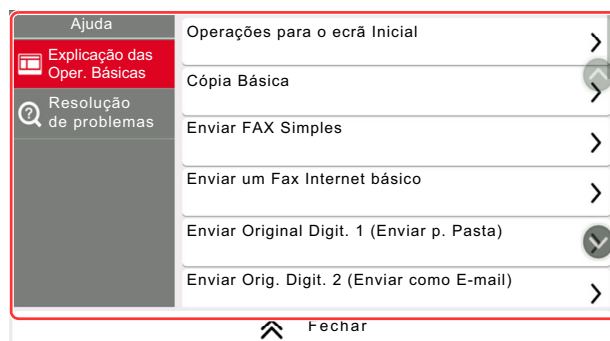 Ajuda
Explicação das
Oper. Básicas
Resolução
de problemas
Operações para o ecrã Inicial
Cópia Básica
Enviar FAX Simples
Enviar um Fax Internet básico
Enviar Original Digit. 1 (Enviar p. Pasta)
Enviar Orig. Digit. 2 (Enviar como E-mail)
Fechar